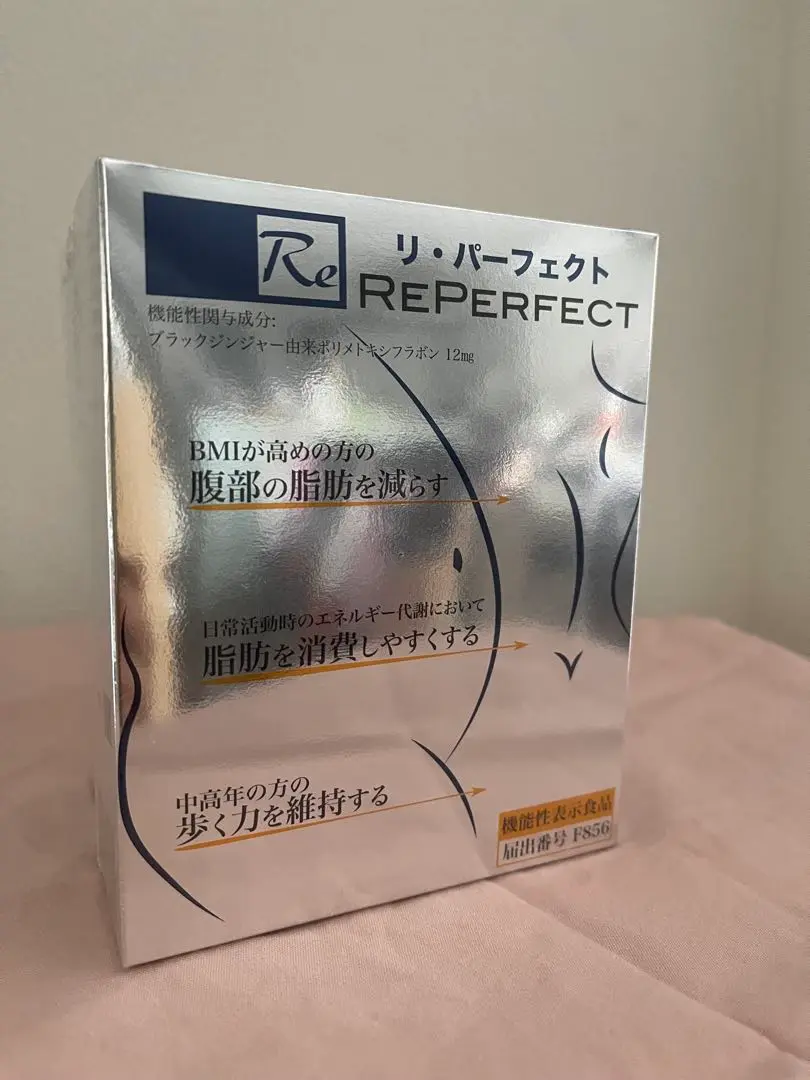 Re
リ・パーフェクト
REPERFECT
機能性関与成分:
ブラックジンジャー由来ポリメトキシフラボン 12mg
BMIが高めの方の
腹部の脂肪を減らす
日常活動時のエネルギー代謝において
脂肪を消費しやすくする
中高年の方の
歩く力を維持する
機能性表示食品
届出番号 F856